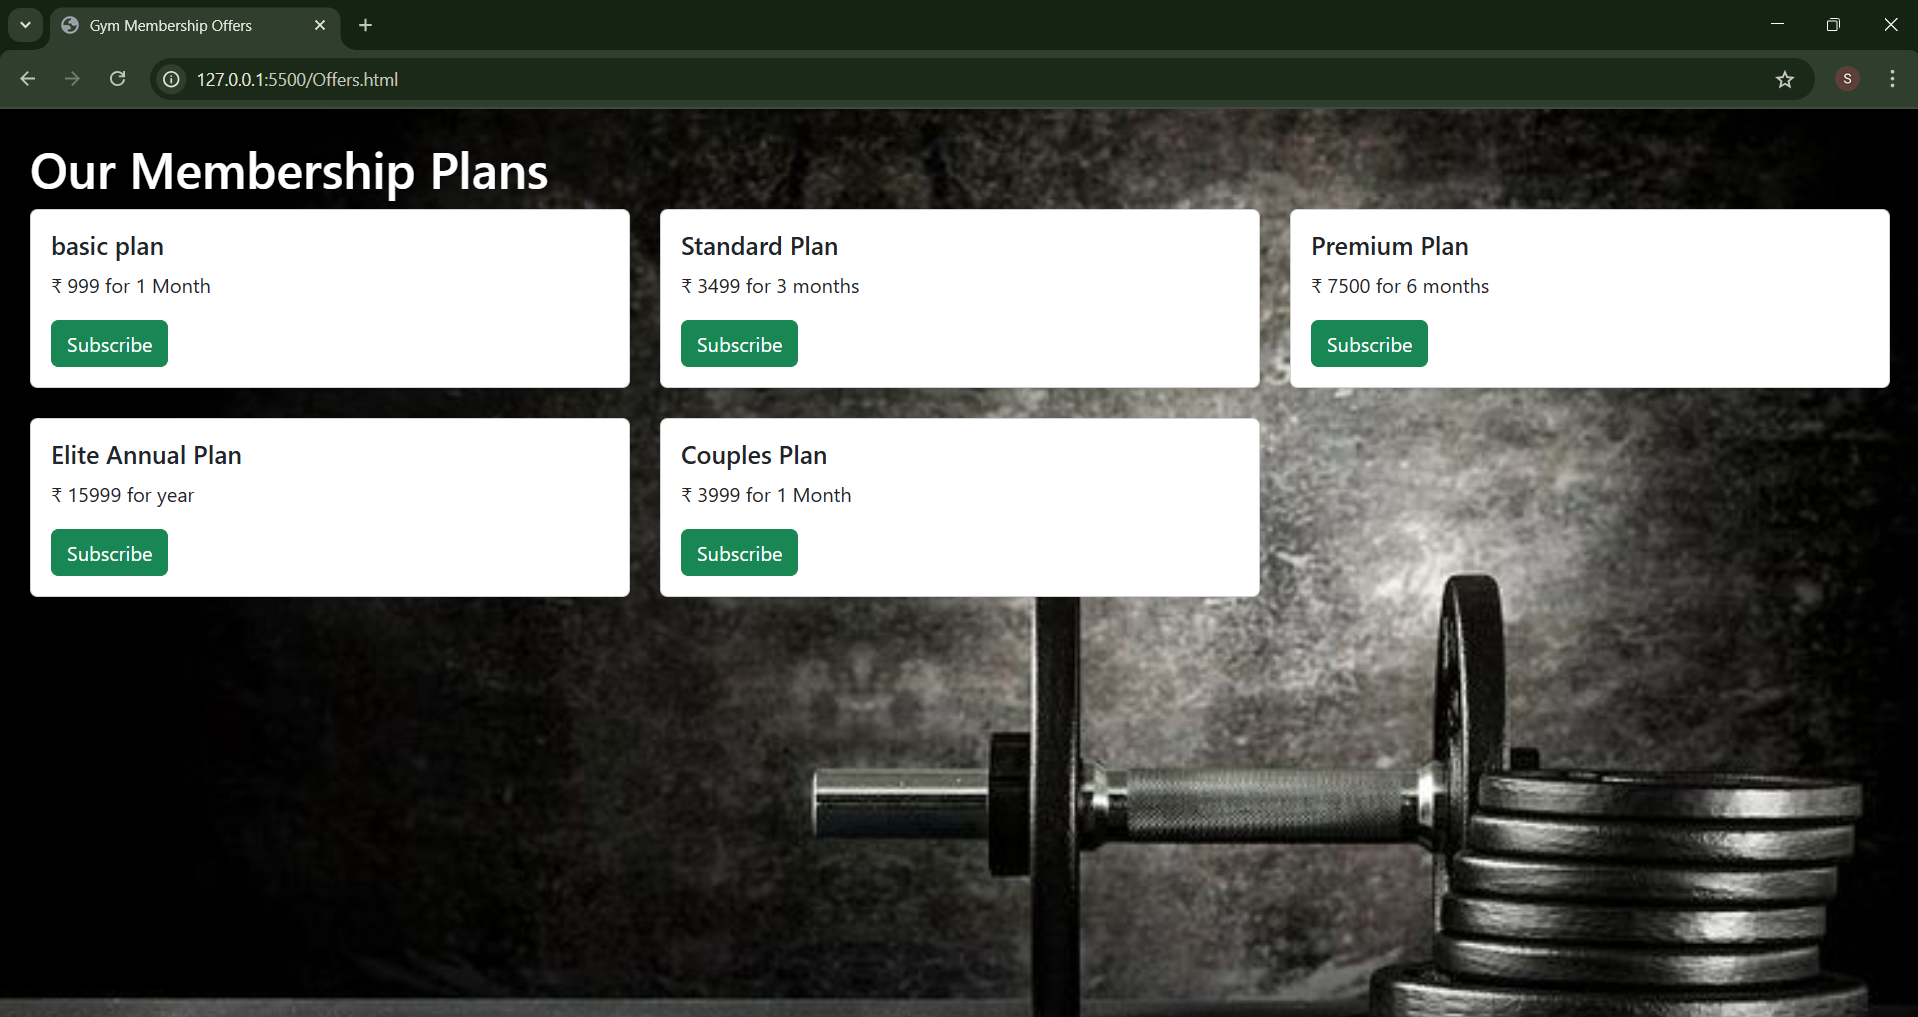 Gym Membership Offers
127.0.0.1:5500/Offers.html
S
Our Membership Plans
basic plan
₹ 999 for 1 Month
Subscribe
Standard Plan
₹ 3499 for 3 months
Subscribe
Premium Plan
₹ 7500 for 6 months
Subscribe
Elite Annual Plan
₹ 15999 for year
Subscribe
Couples Plan
₹ 3999 for 1 Month
Subscribe